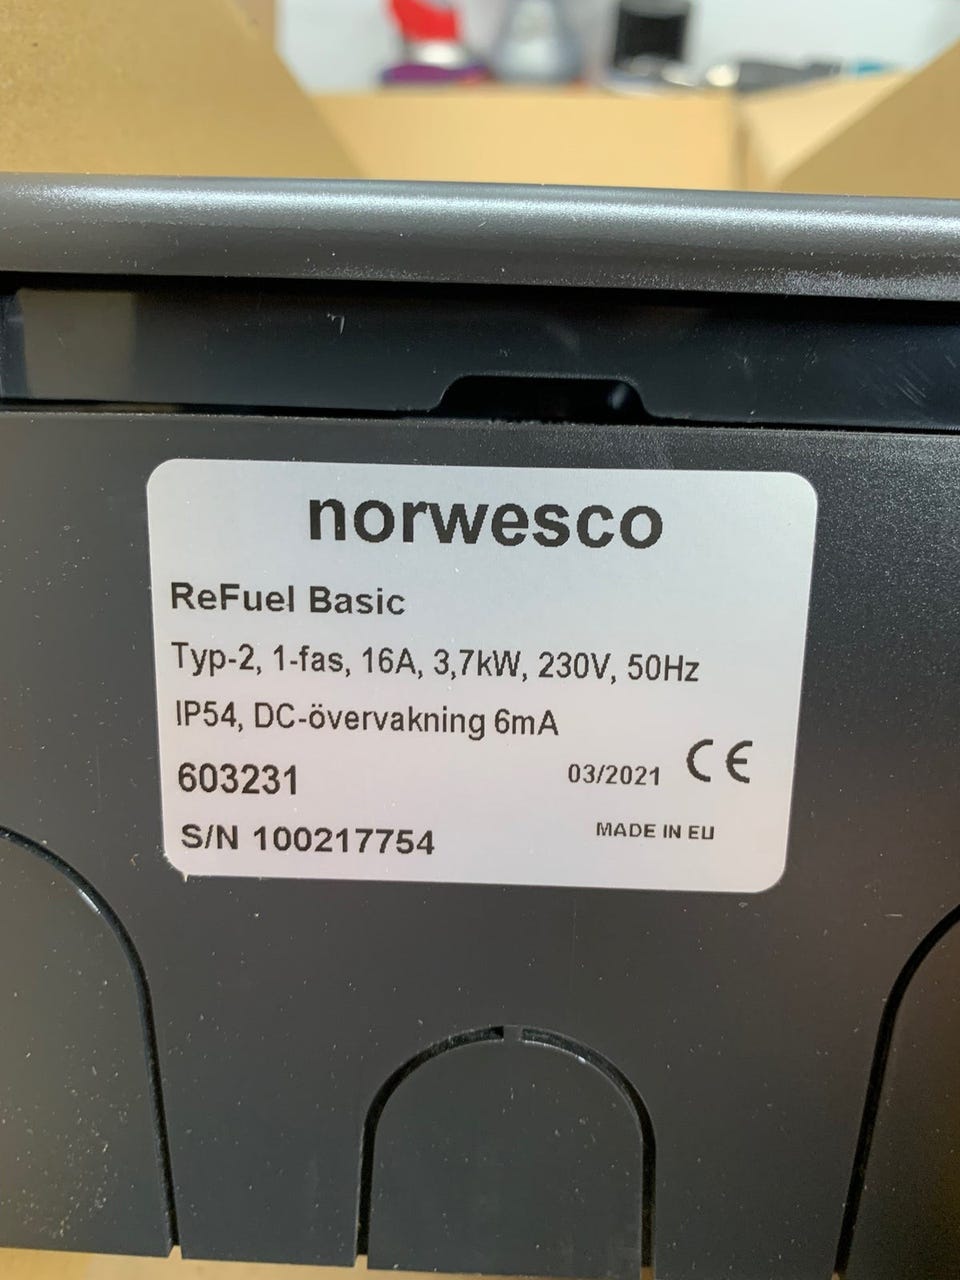 norwesco
ReFuel Basic
Typ-2, 1-fas, 16A, 3,7kW, 230V, 50Hz
IP54, DC-övervakning 6mA
603231
03/2021 CE
S/N 100217754
MADE IN EU